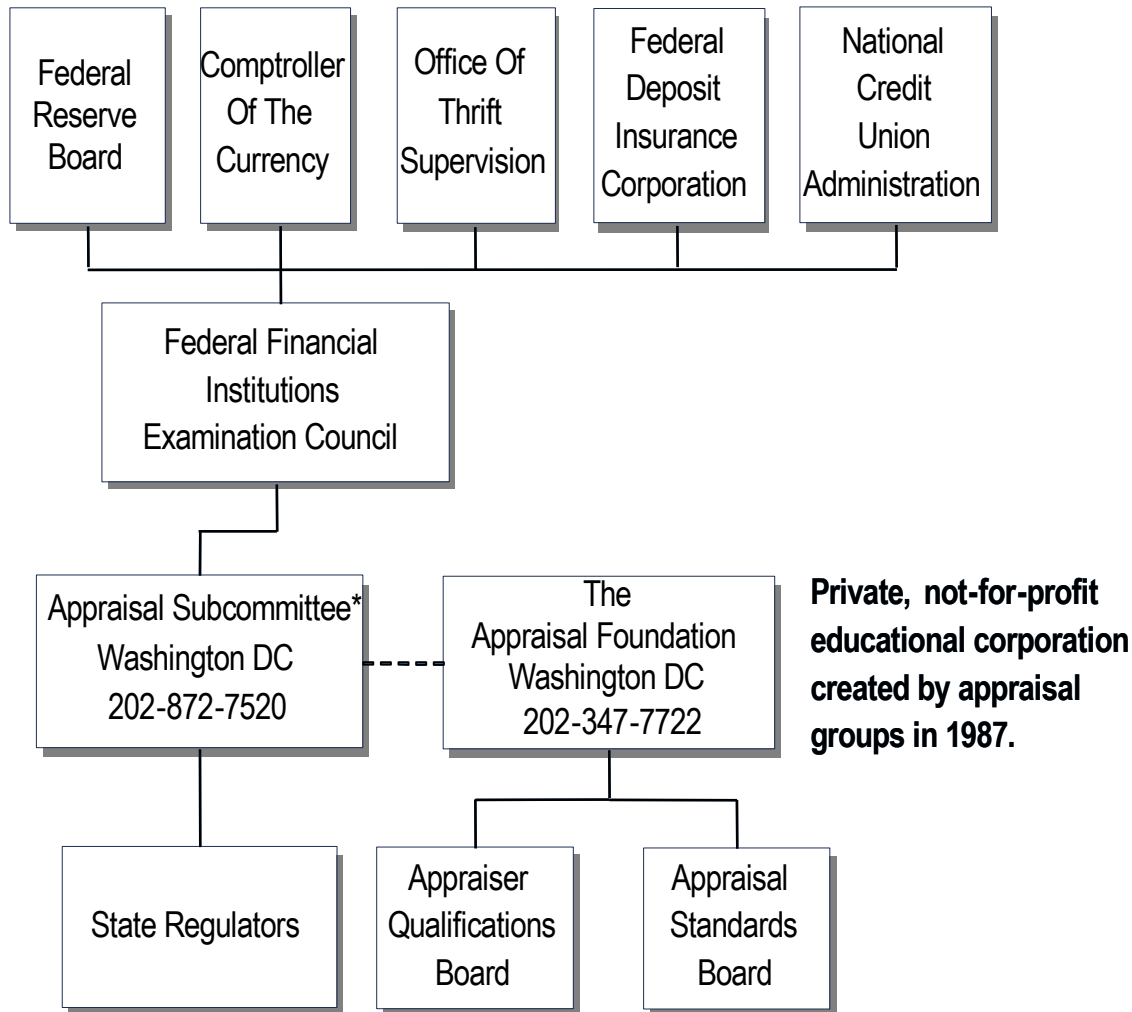 Federal
Reserve
Board
Comptroller
Of The
Currency
Office Of
Thrift
Supervision
Federal
Deposit
Insurance
Corporation
National
Credit
Union
Administration
Federal Financial
Institutions
Examination Council
Appraisal Subcommittee*
Washington DC
202-872-7520
The
Appraisal Foundation
Washington DC
202-347-7722
Private, not-for-profit
educational corporation
created by appraisal
groups in 1987.
State Regulators
Appraiser
Qualifications
Board
Appraisal
Standards
Board